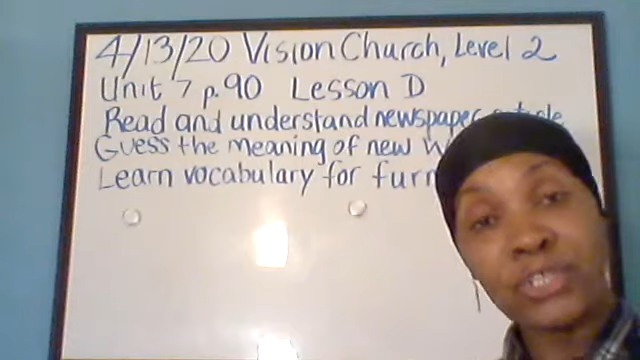 4/13/20 Vision Church, Level 2
Unit 7 p.90 Lesson D
Read and understand newspaper
Guess the meaning of new
Learn vocabulary for